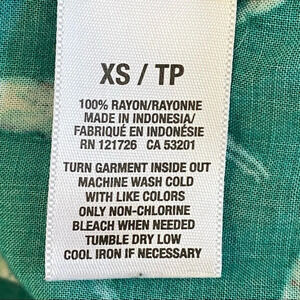 XS / TP
100% RAYON/RAYONNE
MADE IN INDONESIA/
FABRIQUÉ EN INDONÉSIE
RN 121726 CA 53201
TURN GARMENT INSIDE OUT
MACHINE WASH COLD
WITH LIKE COLORS
ONLY NON-CHLORINE
BLEACH WHEN NEEDED
TUMBLE DRY LOW
COOL IRON IF NECESSARY